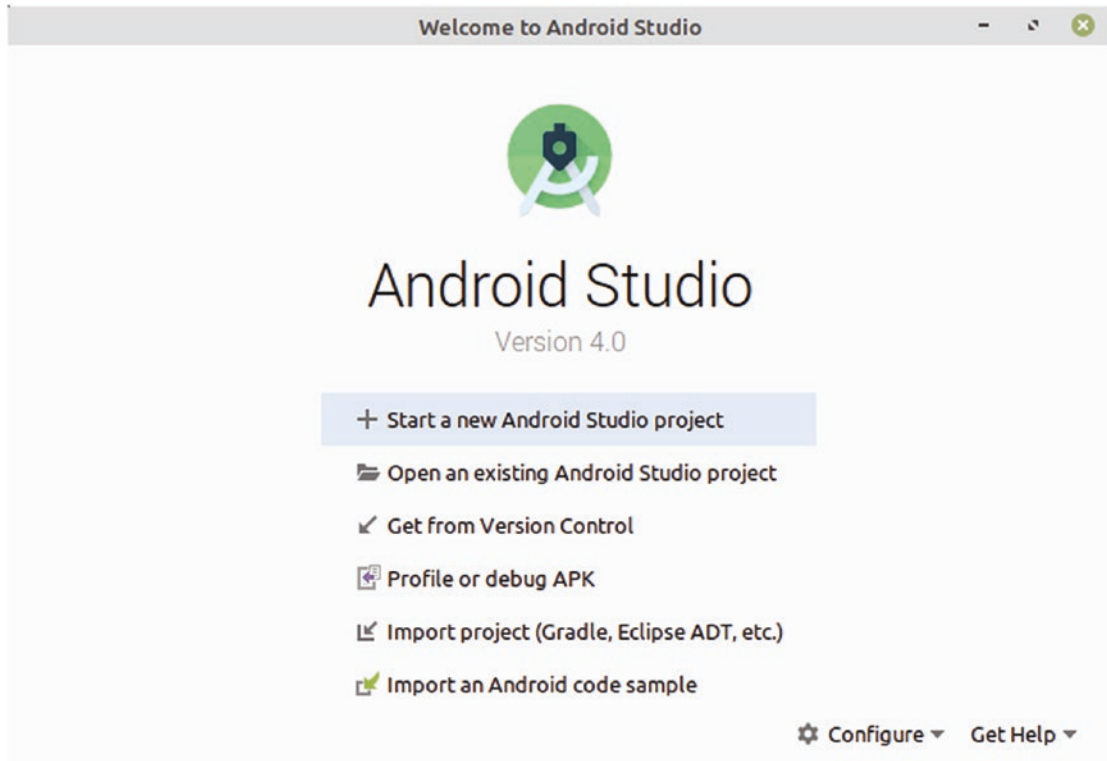 Welcome to Android Studio
Android Studio
Version 4.0
Start a new Android Studio project
Open an existing Android Studio project
Get from Version Control
Profile or debug APK
Import project (Gradle, Eclipse ADT, etc.)
Import an Android code sample
Configure
Get Help